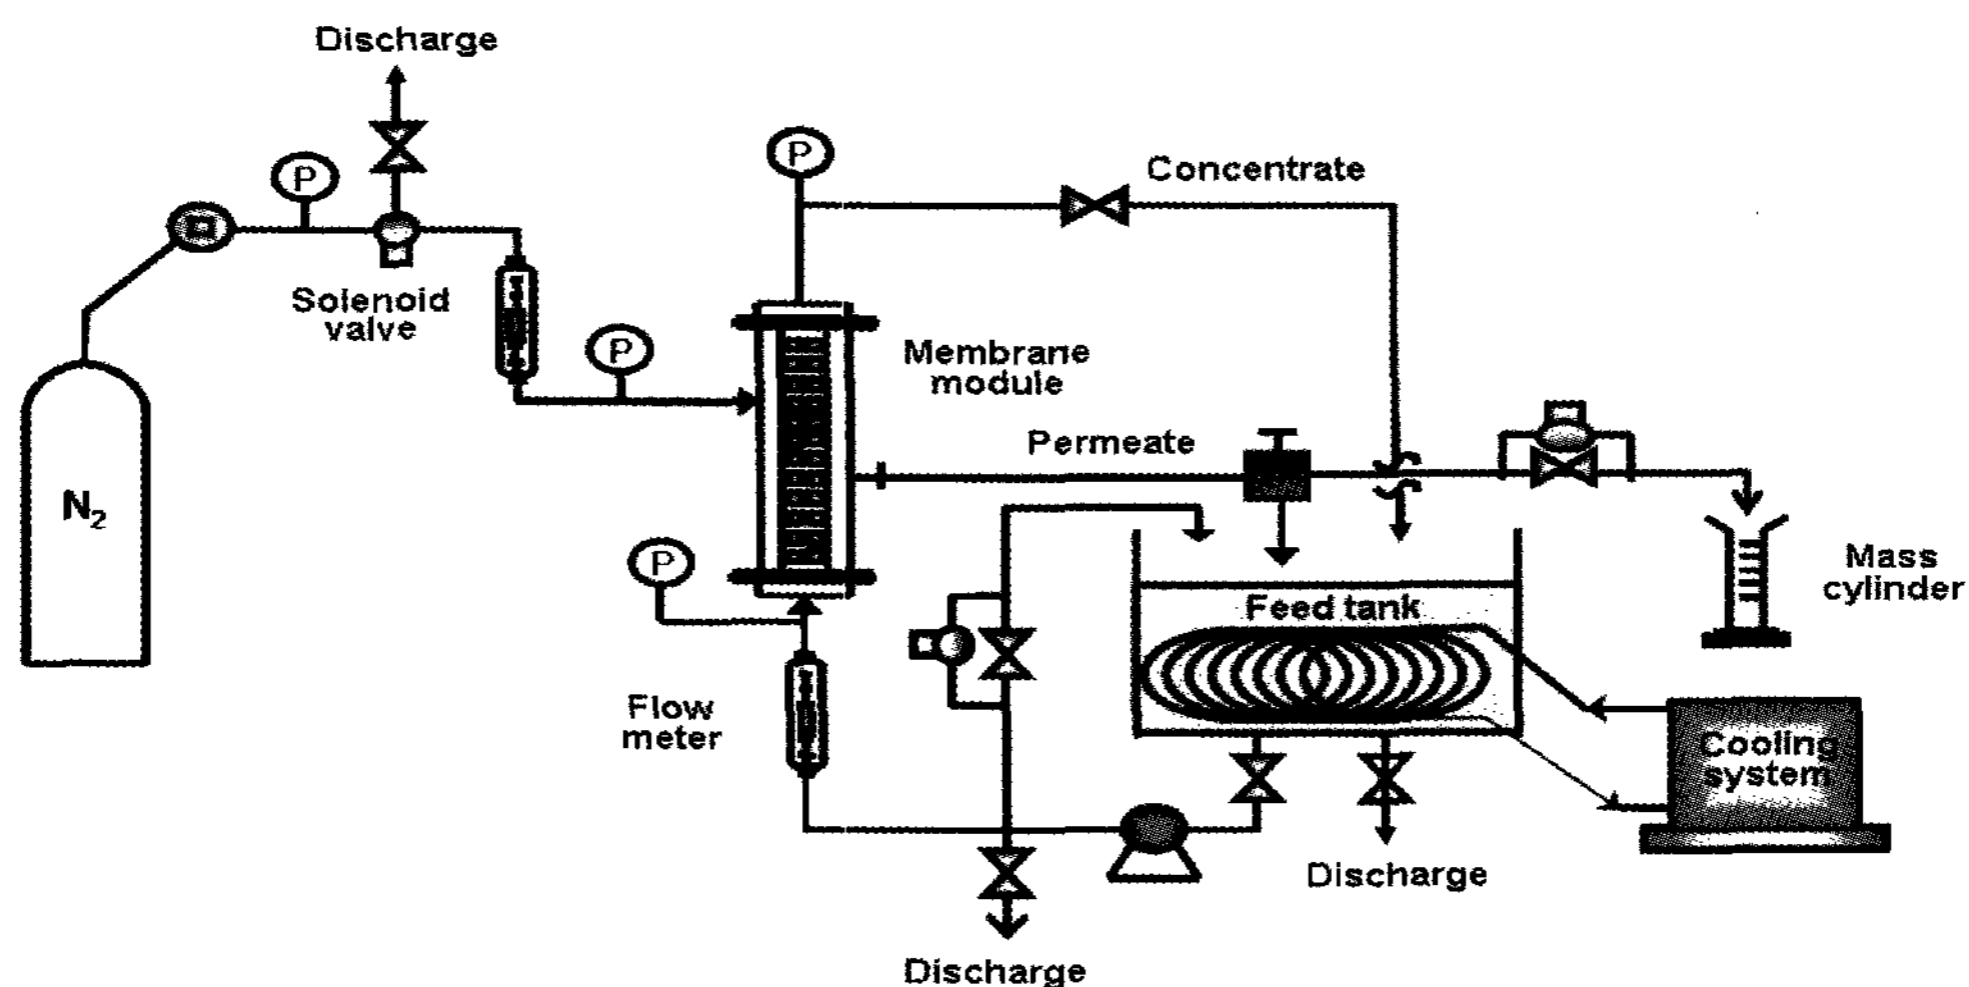 Discharge
P
P
Concentrate
Solenoid
valve
P
Membrane
module
Permeate
N2
P
Mass
cylinder
Feed tank
Flow
meter
Cooling
system
Discharge
Discharge